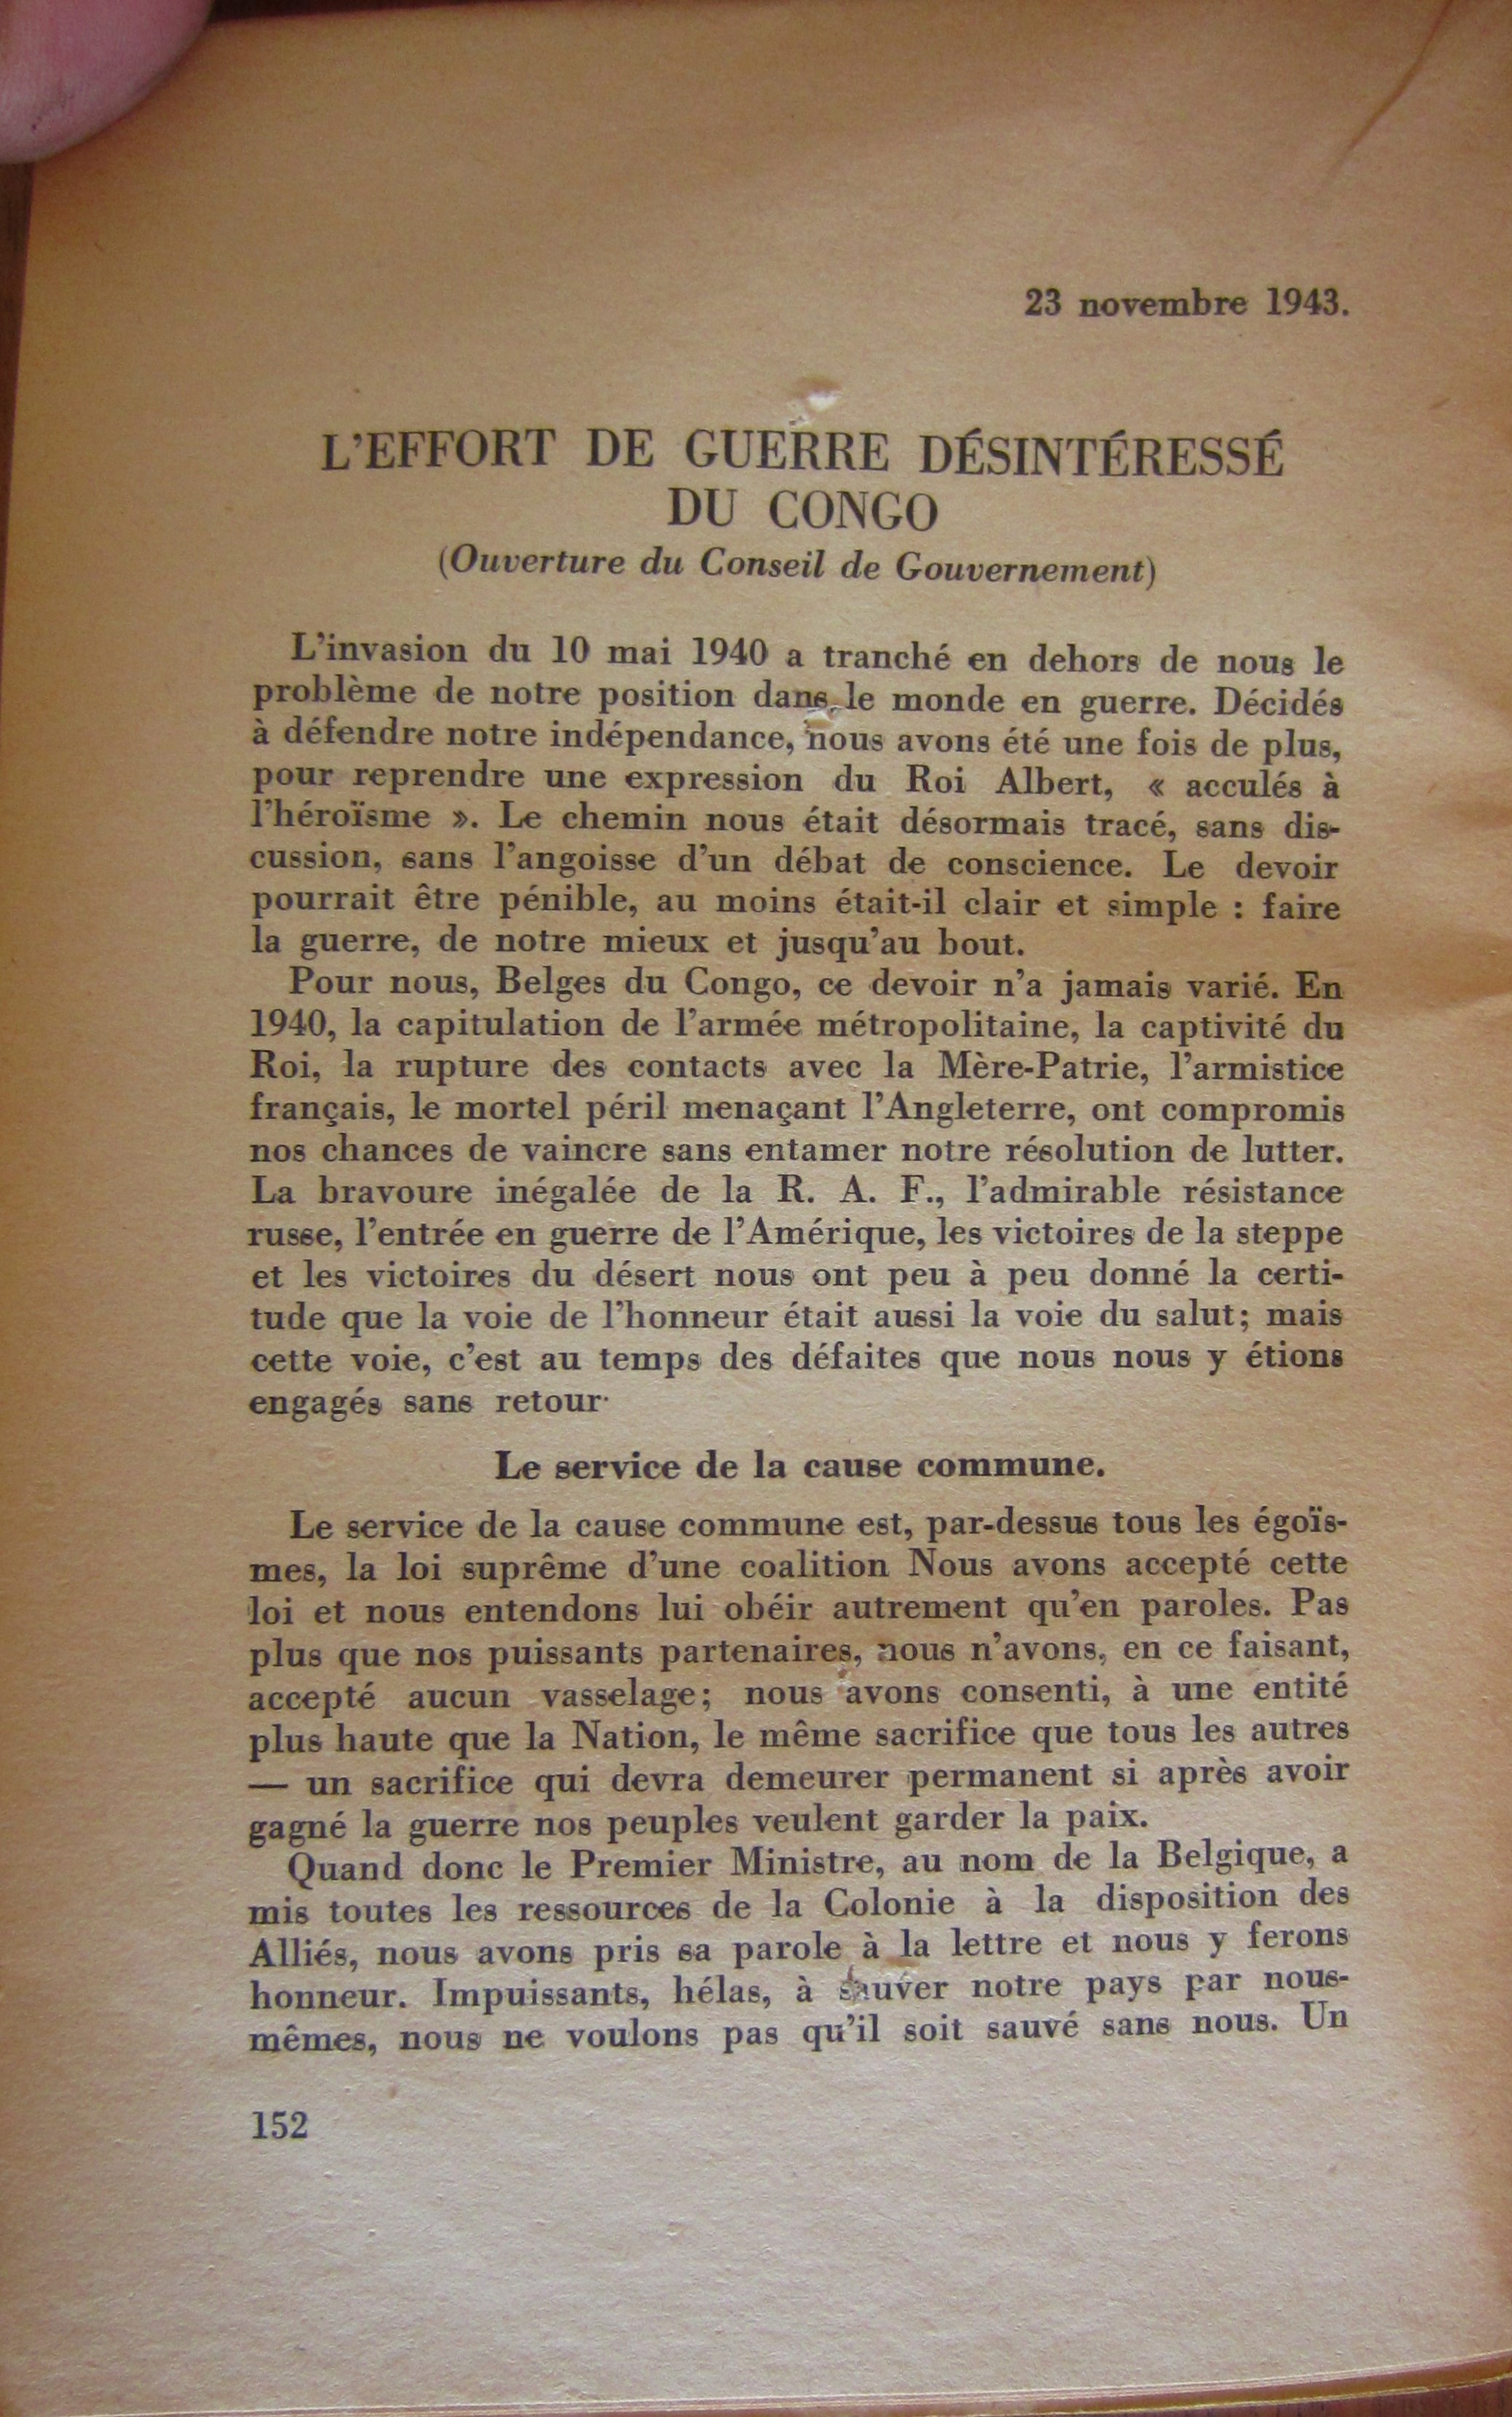 23 novembre 1943.
L'EFFORT DE GUERRE DÉSINTÉRESSÉ
DU CONGO
(Ouverture du Conseil de Gouvernement)
L'invasion du 10 mai 1940 a tranché en dehors de nous le
problème de notre position dans le monde en guerre. Décidés
à défendre notre indépendance, nous avons été une fois de plus,
pour reprendre une expression du Roi Albert, « acculés à
l'héroïsme ». Le chemin nous était désormais tracé, sans dis-
cussion, sans l'angoisse d'un débat de conscience. Le devoir
pourrait être pénible, au moins était-il clair et simple : faire
la guerre, de notre mieux et jusqu'au bout.
Pour nous, Belges du Congo, ce devoir n'a jamais varié. En
1940, la capitulation de l'armée métropolitaine, la captivité du
Roi, la rupture des contacts avec la Mère-Patrie, l'armistice
français, le mortel péril menaçant l'Angleterre, ont compromis
nos chances de vaincre sans entamer notre résolution de lutter.
La bravoure inégalée de la R. A. F., l'admirable résistance
russe, l'entrée en guerre de l'Amérique, les victoires de la steppe
et les victoires du désert nous ont peu à peu donné la certi-
tude que la voie de l'honneur était aussi la voie du salut; mais
cette voie, c'est au temps des défaites que nous nous y étions
engagés sans retour.
Le service de la cause commune.
Le service de la cause commune est, par-dessus tous les égoïs-
mes, la loi suprême d'une coalition Nous avons accepté cette
loi et nous entendons lui obéir autrement qu'en paroles. Pas
plus que nos puissants partenaires, nous n'avons, en ce faisant,
accepté aucun vasselage; nous avons consenti, à une entité
plus haute que la Nation, le même sacrifice que tous les autres
— un sacrifice qui devra demeurer permanent si après avoir
gagné la guerre nos peuples veulent garder la paix.
Quand donc le Premier Ministre, au nom de la Belgique, a
mis toutes les ressources de la Colonie à la disposition des
Alliés, nous avons pris sa parole à la lettre et nous y ferons
honneur. Impuissants, hélas, à sauver notre pays par nous-
mêmes, nous ne voulons pas qu'il soit sauvé sans nous. Un
152